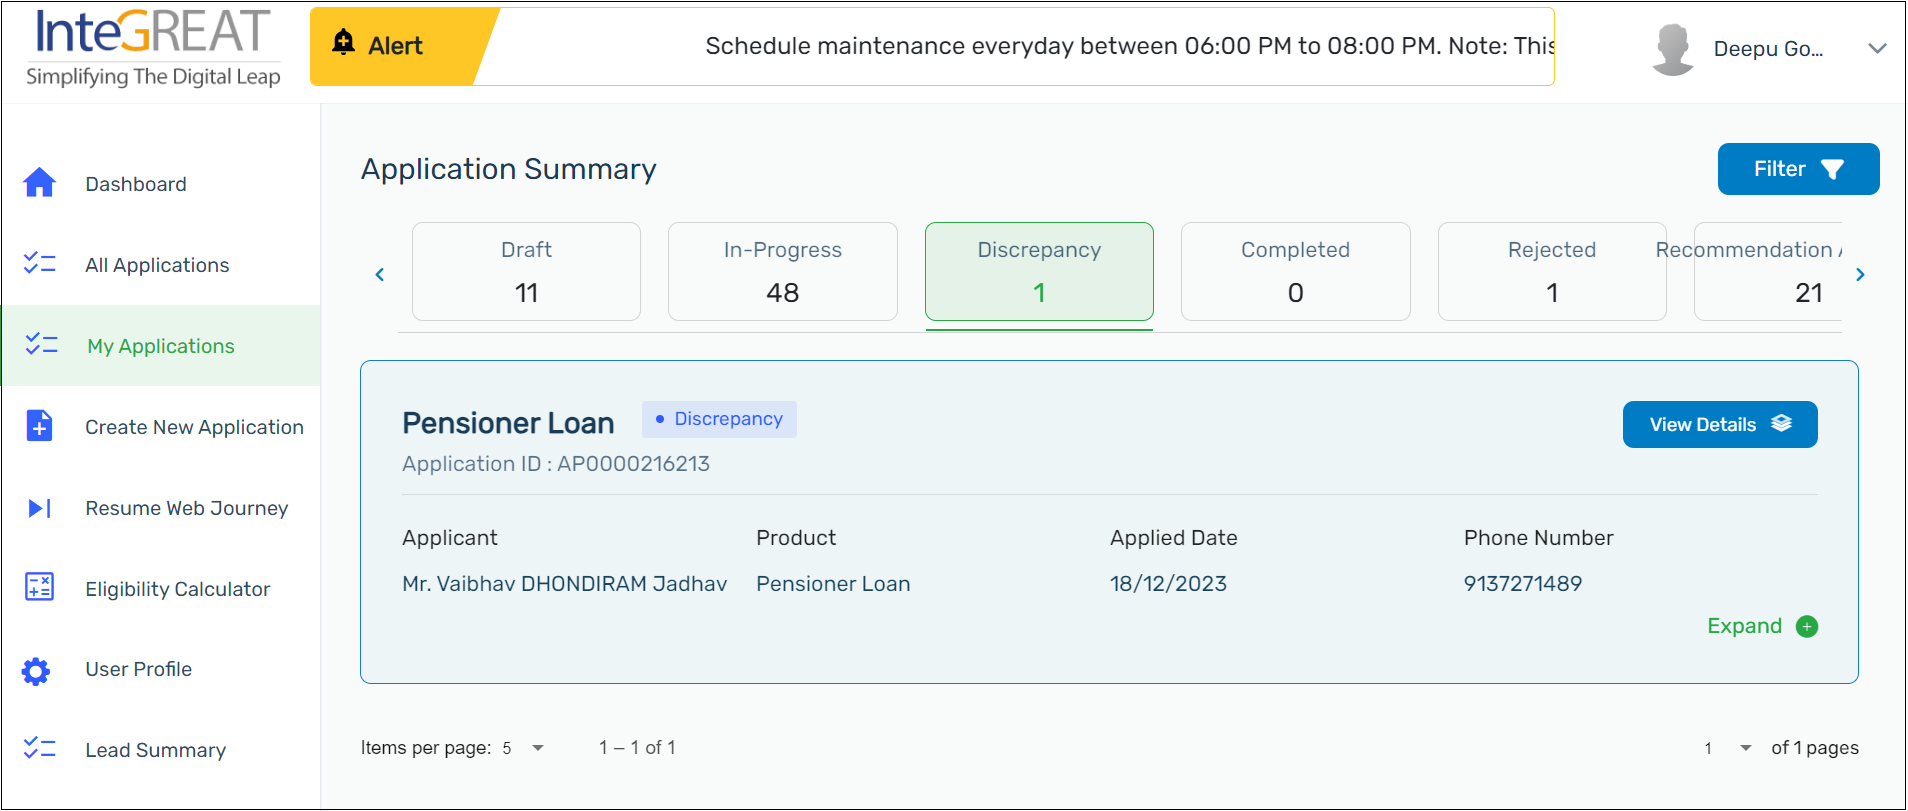 InteGREAT
Simplifying The Digital Leap
Alert
Schedule maintenance everyday between 06:00 PM to 08:00 PM. Note: This
Deepu Go...
Dashboard
All Applications
My Applications
Create New Application
Resume Web Journey
Eligibility Calculator
User Profile
Lead Summary
Application Summary
Filter
Draft
11
In-Progress
48
Discrepancy
1
Completed
0
Rejected
1
Recommendation A
21
Pensioner Loan
Discrepancy
View Details
Application ID : AP0000216213
Applicant Product Applied Date Phone Number
Mr. Vaibhav DHONDIRAM Jadhav Pensioner Loan 18/12/2023 9137271489
Expand
Items per page: 5 1 – 1 of 1 1 of 1 pages